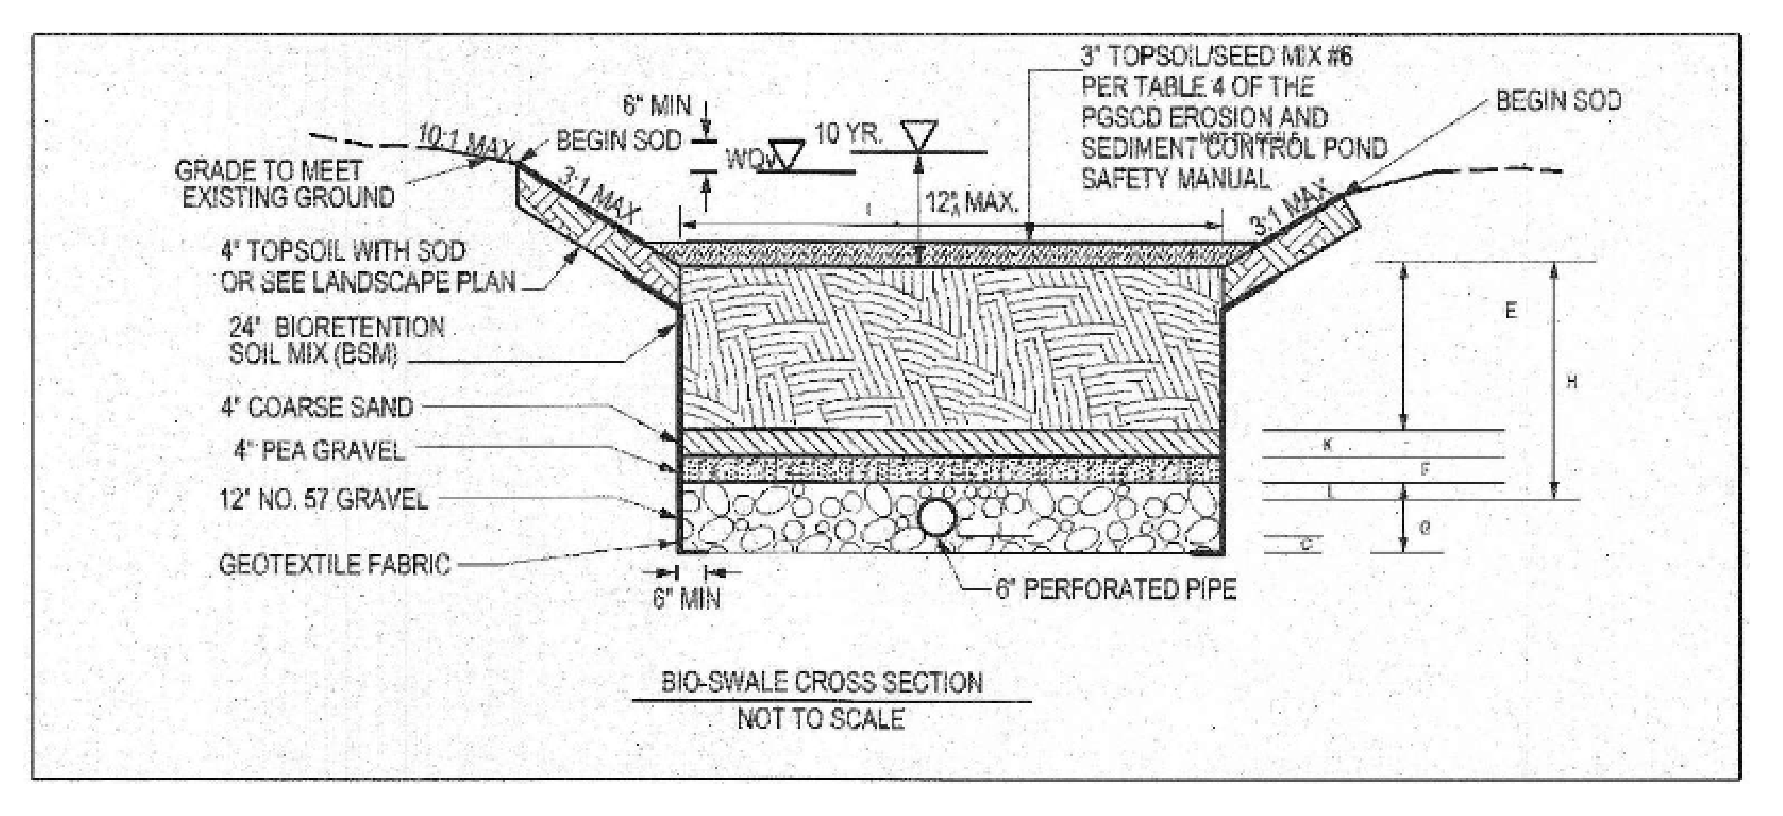 3" TOPSOIL/SEED MIX #6
PER TABLE 4 OF THE
PGSCD EROSION AND
SEDIMENT CONTROL POND
SAFETY MANUAL
NOT TO SCALE
BEGIN SOD
6" MIN
10:1 MAX
BEGIN SOD
WQv
10 YR.
GRADE TO MEET
EXISTING GROUND
3:1 MAX
12" MAX.
A
3:1 MAX
4" TOPSOIL WITH SOD
OR SEE LANDSCAPE PLAN
24" BIORETENTION
SOIL MIX (BSM)
E
H
4" COARSE SAND
K
4" PEA GRAVEL
F
L
12" NO. 57 GRAVEL
G
C
GEOTEXTILE FABRIC
6" MIN
6" PERFORATED PIPE
BIO-SWALE CROSS SECTION
NOT TO SCALE